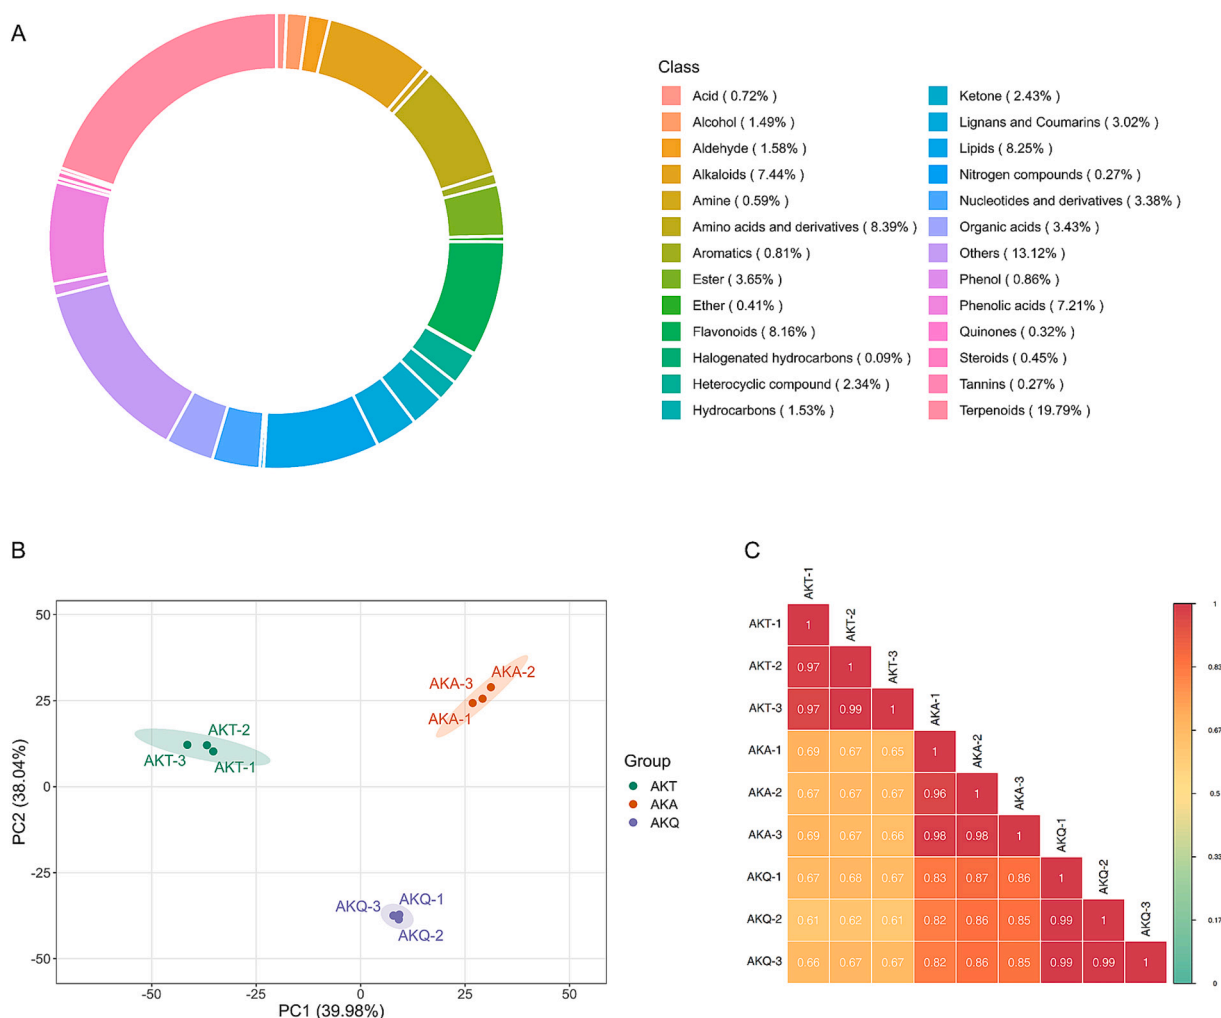 A
Class
Acid ( 0.72% )
Alcohol ( 1.49% )
Aldehyde ( 1.58% )
Alkaloids ( 7.44% )
Amine ( 0.59% )
Amino acids and derivatives ( 8.39% )
Aromatics ( 0.81% )
Ester ( 3.65% )
Ether ( 0.41% )
Flavonoids ( 8.16% )
Halogenated hydrocarbons ( 0.09% )
Heterocyclic compound ( 2.34% )
Hydrocarbons ( 1.53% )
Ketone ( 2.43% )
Lignans and Coumarins ( 3.02% )
Lipids ( 8.25% )
Nitrogen compounds ( 0.27% )
Nucleotides and derivatives ( 3.38% )
Organic acids ( 3.43% )
Others ( 13.12% )
Phenol ( 0.86% )
Phenolic acids ( 7.21% )
Quinones ( 0.32% )
Steroids ( 0.45% )
Tannins ( 0.27% )
Terpenoids ( 19.79% )
B
50
25
0
-25
-50
PC2 (38.04%)
AKA-2
AKA-3
AKA-1
AKT-2
AKT-3
AKT-1
AKQ-3
AKQ-1
AKQ-2
-50
-25
0
25
50
PC1 (39.98%)
Group
AKT
AKA
AKQ
C
AKT-1
AKT-2
AKT-3
AKA-1
AKA-2
AKA-3
AKQ-1
AKQ-2
AKQ-3
AKT-1 1
AKT-2 0.97 1
AKT-3 0.97 0.99 1
AKA-1 0.69 0.67 0.65 1
AKA-2 0.67 0.67 0.67 0.96 1
AKA-3 0.69 0.67 0.66 0.98 0.98 1
AKQ-1 0.67 0.68 0.67 0.83 0.87 0.86 1
AKQ-2 0.61 0.62 0.61 0.82 0.86 0.85 0.99 1
AKQ-3 0.66 0.67 0.67 0.82 0.86 0.85 0.99 0.99 1
1
0.83
0.67
0.5
0.33
0.17
0